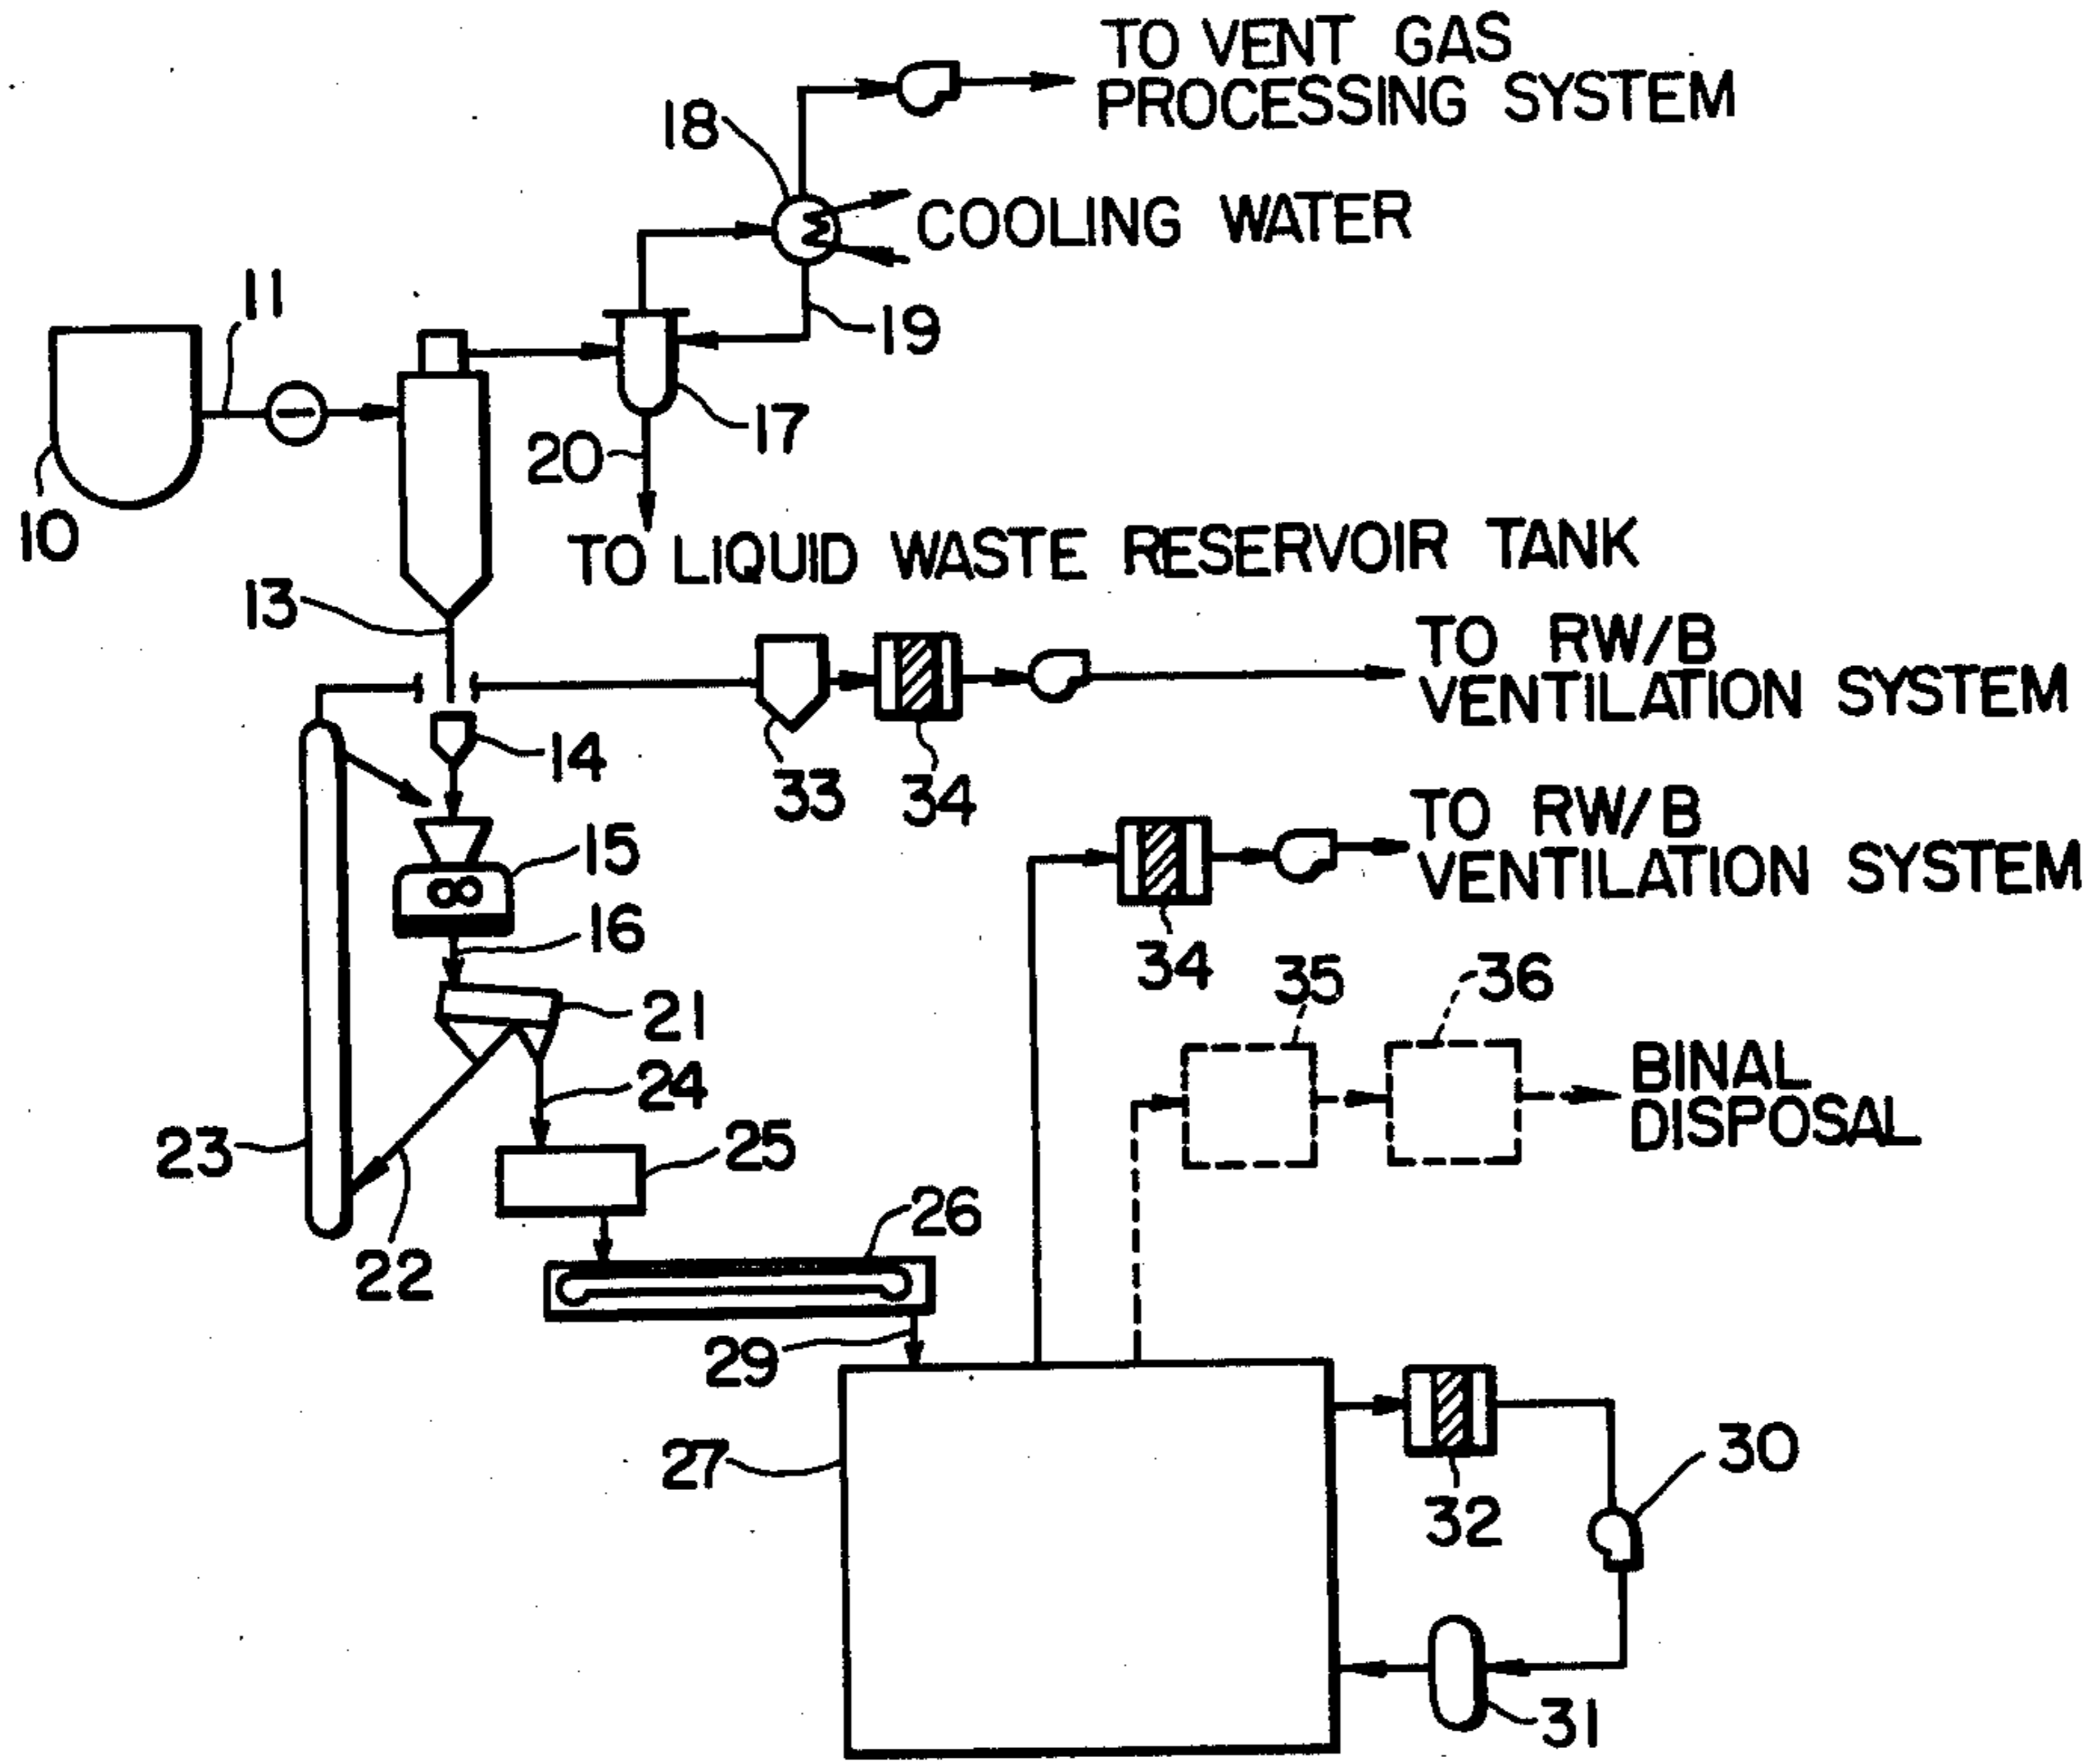 TO VENT GAS
PROCESSING SYSTEM
18
COOLING WATER
11
19
17
20
10
TO LIQUID WASTE RESERVOIR TANK
13
TO RW/B
VENTILATION SYSTEM
14
33
34
TO RW/B
VENTILATION SYSTEM
15
16
34
35
36
21
24
BINAL
DISPOSAL
23
25
26
22
29
27
30
32
31